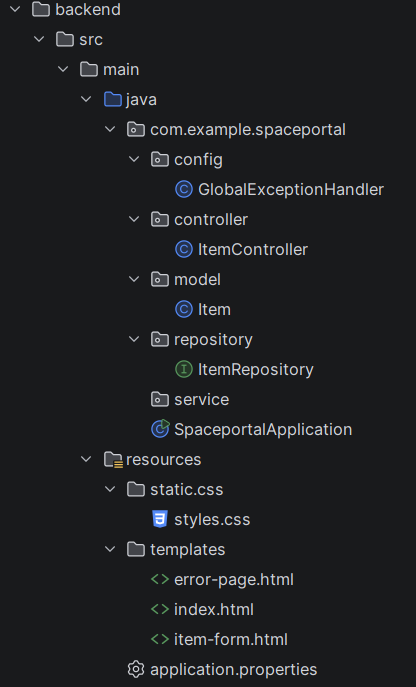 backend
src
main
java
com.example.spaceportal
config
C GlobalExceptionHandler
controller
C ItemController
model
C Item
repository
I ItemRepository
service
C SpaceportalApplication
resources
static.css
styles.css
templates
<> error-page.html
<> index.html
<> item-form.html
application.properties